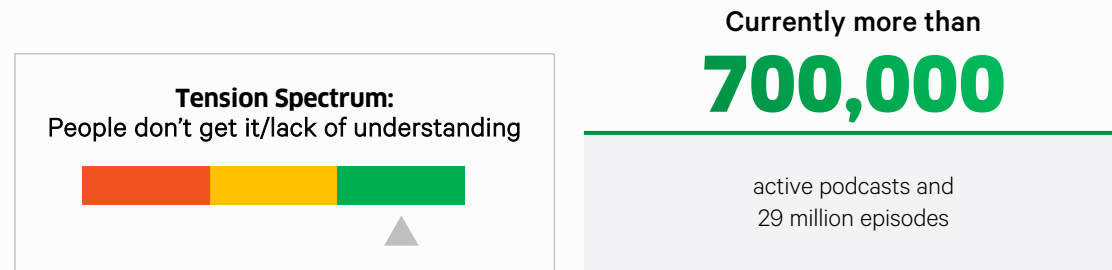 Tension Spectrum:
People don't get it/lack of understanding
Currently more than
700,000
active podcasts and
29 million episodes